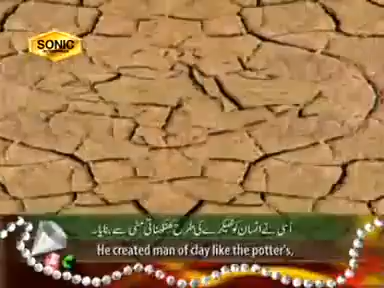 SONIC
اُسی نے انسان کو ٹھیکرے کی طرح کھنکھناتی مٹی سے بنایا۔
He created man of clay like the potter's,